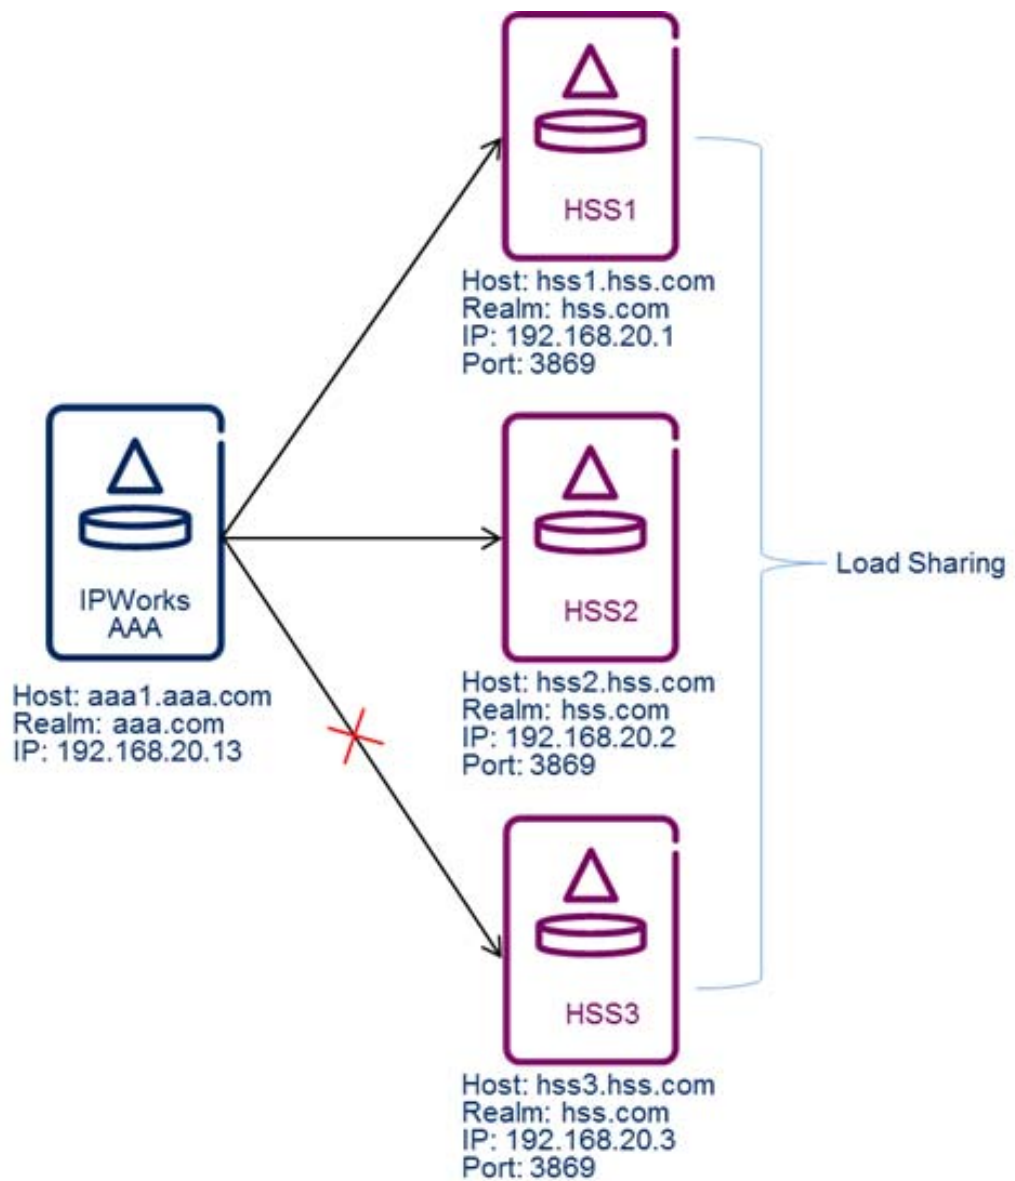 HSS1
Host: hss1.hss.com
Realm: hss.com
IP: 192.168.20.1
Port: 3869
IPWorks
AAA
Host: aaa1.aaa.com
Realm: aaa.com
IP: 192.168.20.13
HSS2
Host: hss2.hss.com
Realm: hss.com
IP: 192.168.20.2
Port: 3869
Load Sharing
HSS3
Host: hss3.hss.com
Realm: hss.com
IP: 192.168.20.3
Port: 3869